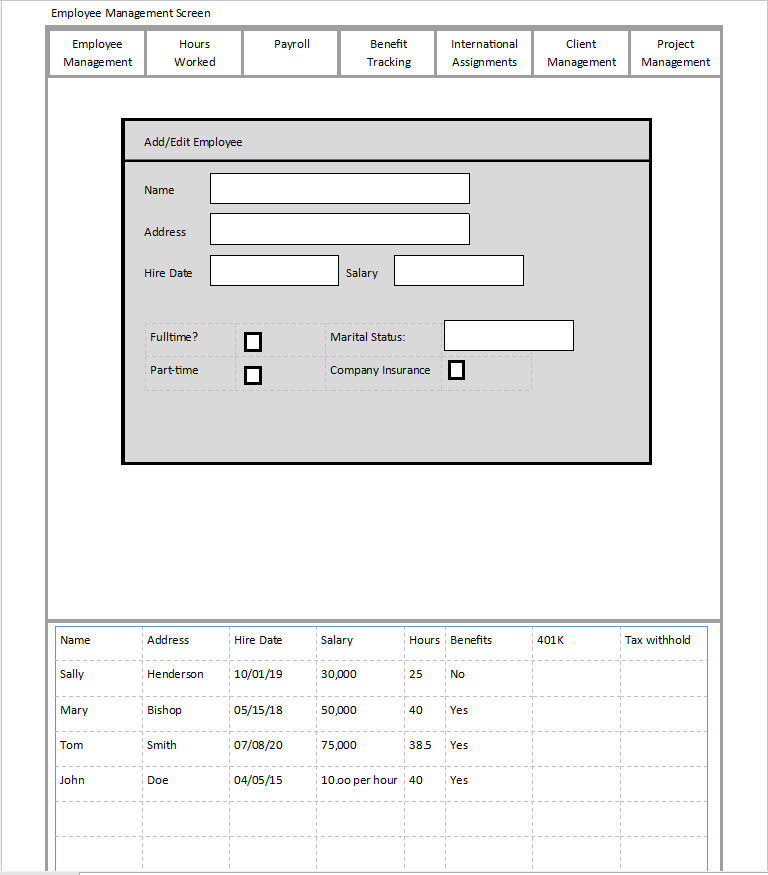 Employee Management Screen
Employee Management Hours Worked Payroll Benefit Tracking International Assignments Client Management Project Management
Add/Edit Employee
Name
Address
Hire Date Salary
Fulltime? Marital Status:
Part-time Company Insurance
Name Address Hire Date Salary Hours Benefits 401K Tax withhold
Sally Henderson 10/01/19 30,000 25 No
Mary Bishop 05/15/18 50,000 40 Yes
Tom Smith 07/08/20 75,000 38.5 Yes
John Doe 04/05/15 10.oo per hour 40 Yes